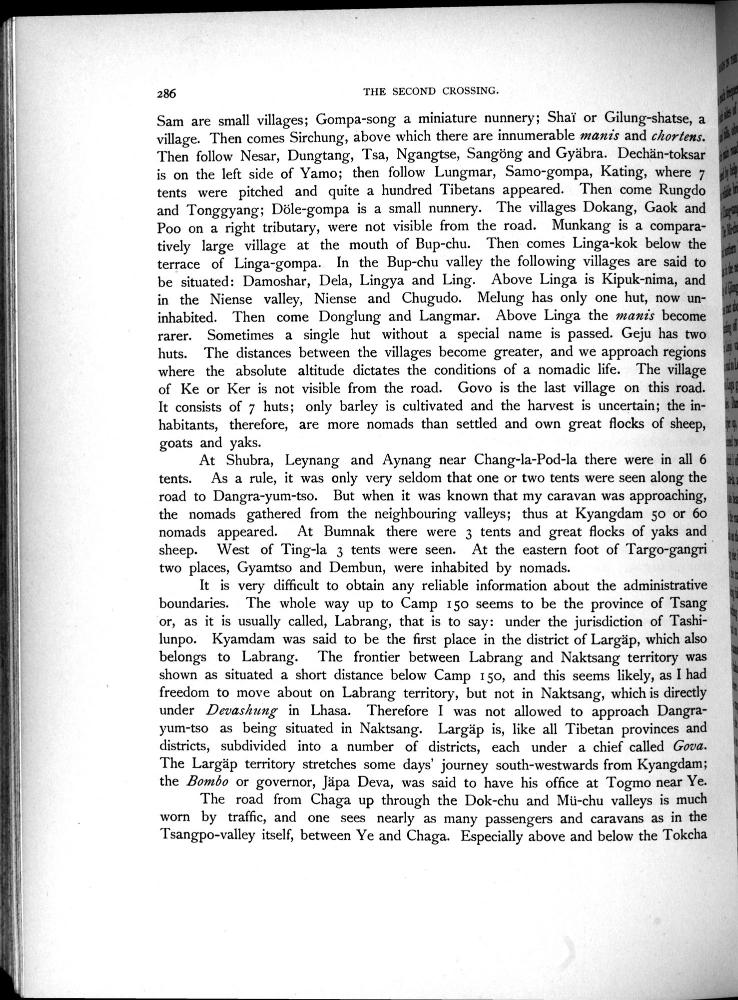 286
THE SECOND CROSSING.
Sam are small villages; Gompa-song a miniature nunnery; Shaï or Gilung-shatse, a
village. Then comes Sirchung, above which there are innumerable manis and chortens.
Then follow Nesar, Dungtang, Tsa, Ngangtse, Sangöng and Gyäbra. Dechän-toksar
is on the left side of Yamo; then follow Lungmar, Samo-gompa, Kating, where 7
tents were pitched and quite a hundred Tibetans appeared. Then come Rungdo
and Tonggyang; Döle-gompa is a small nunnery. The villages Dokang, Gaok and
Poo on a right tributary, were not visible from the road. Munkang is a compara-
tively large village at the mouth of Bup-chu. Then comes Linga-kok below the
terrace of Linga-gompa. In the Bup-chu valley the following villages are said to
be situated: Damoshar, Dela, Lingya and Ling. Above Linga is Kipuk-nima, and
in the Niense valley, Niense and Chugudo. Melung has only one hut, now un-
inhabited. Then come Donglung and Langmar. Above Linga the manis become
rarer. Sometimes a single hut without a special name is passed. Geju has two
huts. The distances between the villages become greater, and we approach regions
where the absolute altitude dictates the conditions of a nomadic life. The village
of Ke or Ker is not visible from the road. Govo is the last village on this road.
It consists of 7 huts; only barley is cultivated and the harvest is uncertain; the in-
habitants, therefore, are more nomads than settled and own great flocks of sheep,
goats and yaks.
At Shubra, Leynang and Aynang near Chang-la-Pod-la there were in all 6
tents. As a rule, it was only very seldom that one or two tents were seen along the
road to Dangra-yum-tso. But when it was known that my caravan was approaching,
the nomads gathered from the neighbouring valleys; thus at Kyangdam 50 or 60
nomads appeared. At Bumnak there were 3 tents and great flocks of yaks and
sheep. West of Ting-la 3 tents were seen. At the eastern foot of Targo-gangri
two places, Gyamtso and Dembun, were inhabited by nomads.
It is very difficult to obtain any reliable information about the administrative
boundaries. The whole way up to Camp 150 seems to be the province of Tsang
or, as it is usually called, Labrang, that is to say: under the jurisdiction of Tashi-
lunpo. Kyamdam was said to be the first place in the district of Largäp, which also
belongs to Labrang. The frontier between Labrang and Naktsang territory was
shown as situated a short distance below Camp 150, and this seems likely, as I had
freedom to move about on Labrang territory, but not in Naktsang, which is directly
under Devashung in Lhasa. Therefore I was not allowed to approach Dangra-
yum-tso as being situated in Naktsang. Largäp is, like all Tibetan provinces and
districts, subdivided into a number of districts, each under a chief called Gova.
The Largäp territory stretches some days' journey south-westwards from Kyangdam;
the Bombo or governor, Jäpa Deva, was said to have his office at Togmo near Ye.
The road from Chaga up through the Dok-chu and Mü-chu valleys is much
worn by traffic, and one sees nearly as many passengers and caravans as in the
Tsangpo-valley itself, between Ye and Chaga. Especially above and below the Tokcha